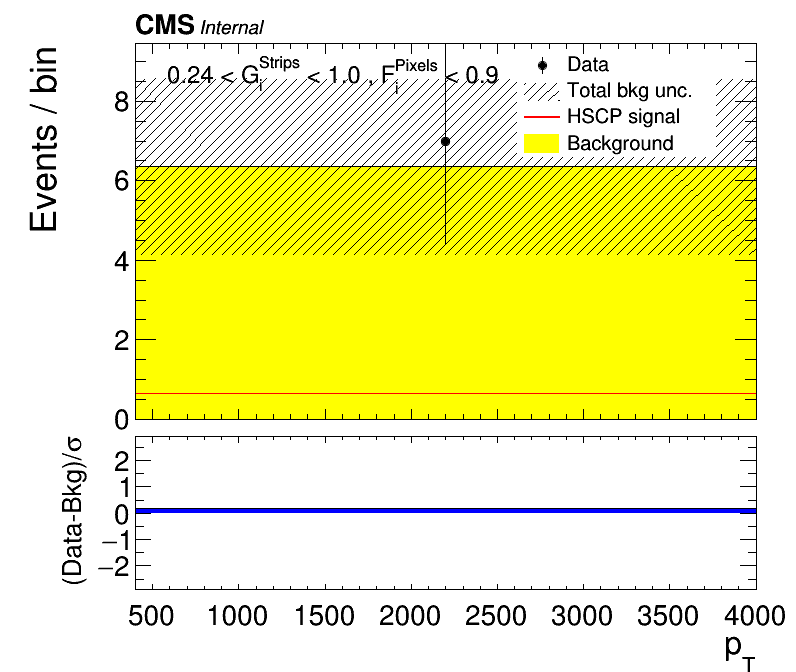 CMS Internal
Events / bin
0.24 < G_i^Strips < 1.0 , F_i^Pixels < 0.9
Data
Total bkg unc.
HSCP signal
Background
8
6
4
2
0
(Data-Bkg)/σ
2
1
0
−1
−2
500 1000 1500 2000 2500 3000 3500 4000
p_T